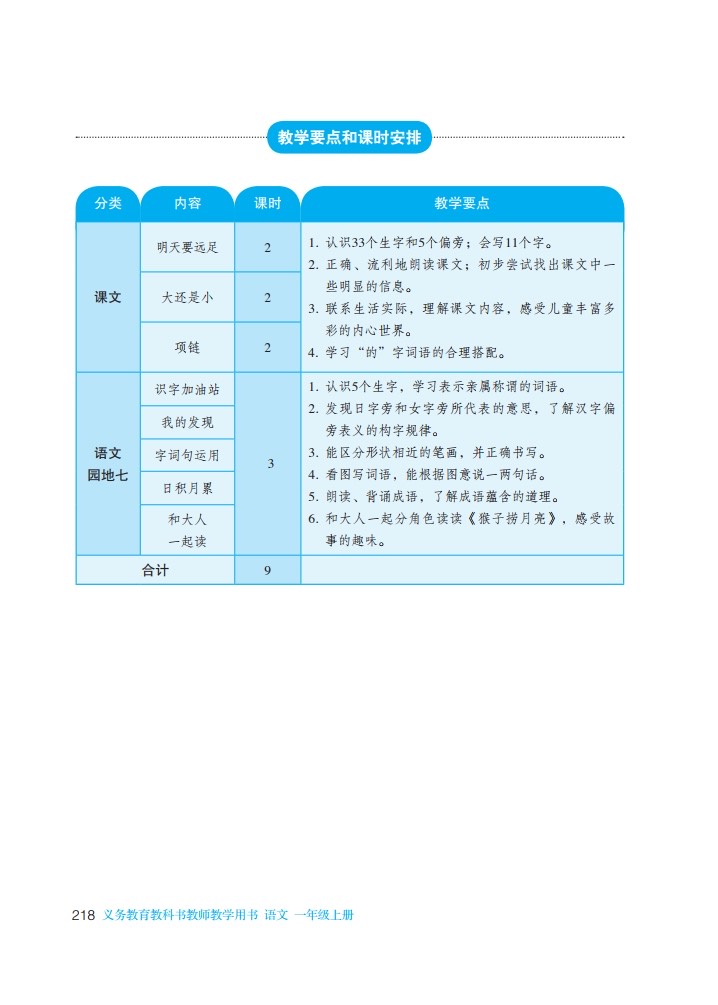 教学要点和课时安排
分类 内容 课时 教学要点
课文
明天要远足 2
大还是小 2
项链 2
1. 认识33个生字和5个偏旁；会写11个字。
2. 正确、流利地朗读课文；初步尝试找出课文中一
些明显的信息。
3. 联系生活实际，理解课文内容，感受儿童丰富多
彩的内心世界。
4. 学习“的”字词语的合理搭配。
语文
园地七
识字加油站
我的发现
字词句运用
日积月累
和大人
一起读
3
1. 认识5个生字，学习表示亲属称谓的词语。
2. 发现日字旁和女字旁所代表的意思，了解汉字偏
旁表义的构字规律。
3. 能区分形状相近的笔画，并正确书写。
4. 看图写词语，能根据图意说一两句话。
5. 朗读、背诵成语，了解成语蕴含的道理。
6. 和大人一起分角色读读《猴子捞月亮》，感受故
事的趣味。
合计 9
218 义务教育教科书教师教学用书 语文 一年级上册